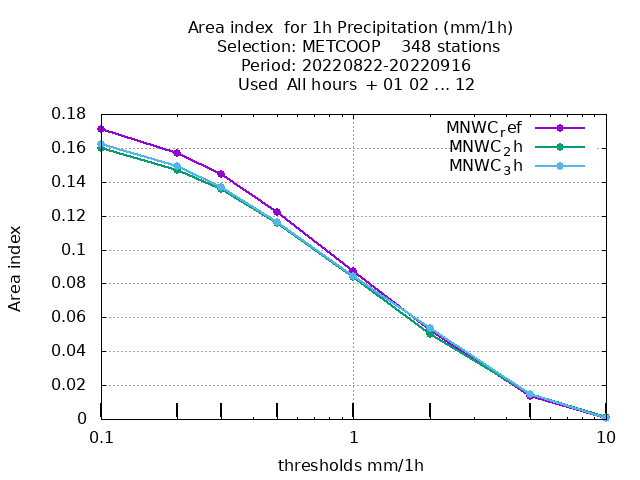 Area index  for 1h Precipitation (mm/1h)
Selection: METCOOP    348 stations
Period: 20220822-20220916
Used  All hours  + 01 02 ... 12
0.18
0.16
0.14
0.12
0.1
0.08
0.06
0.04
0.02
0
Area index
MNWC_ref
MNWC_2h
MNWC_3h
0.1 1 10
thresholds mm/1h